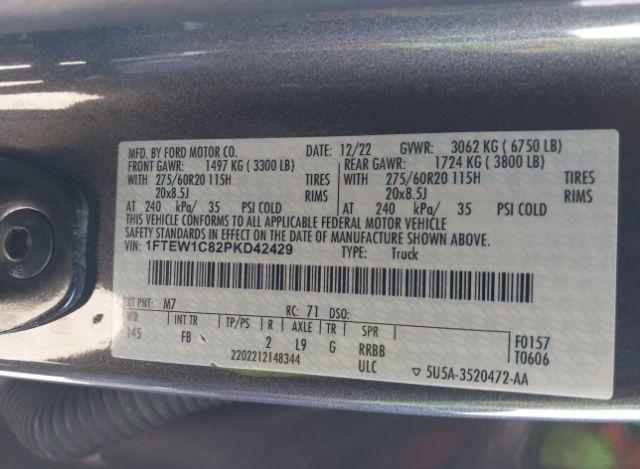 MFD. BY FORD MOTOR CO.
DATE: 12/22 GVWR: 3062 KG ( 6750 LB)
FRONT GAWR: 1497 KG ( 3300 LB) REAR GAWR: 1724 KG ( 3800 LB)
WITH 275/60R20 115H TIRES WITH 275/60R20 115H TIRES
20x8.5J RIMS 20x8.5J RIMS
AT 240 kPa/ 35 PSI COLD AT 240 kPa/ 35 PSI COLD
THIS VEHICLE CONFORMS TO ALL APPLICABLE FEDERAL MOTOR VEHICLE
SAFETY STANDARDS IN EFFECT ON THE DATE OF MANUFACTURE SHOWN ABOVE.
VIN: 1FTEW1C82PKD42429 TYPE: Truck
EXT PNT: M7 RC: 71 DSO:
WB INT TR TP/PS R AXLE TR SPR
145 FB 2 L9 G RRBB
2202212148344 ULC
F0157
T0606
▽ 5U5A-3520472-AA